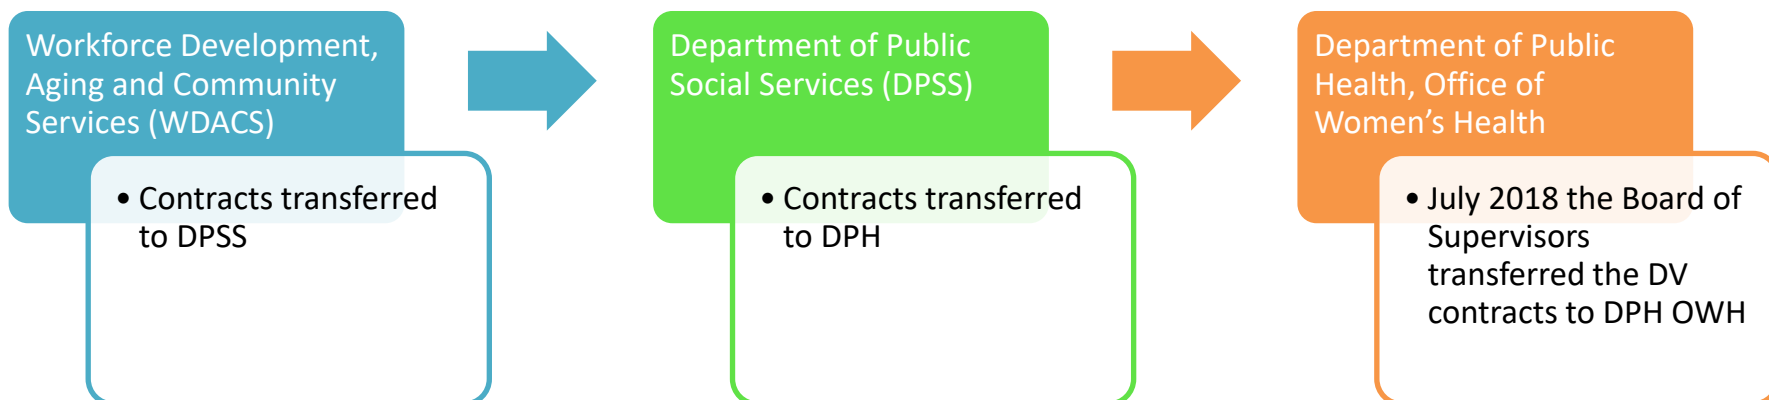 Workforce Development,
Aging and Community
Services (WDACS)
• Contracts transferred
to DPSS
Department of Public
Social Services (DPSS)
• Contracts transferred
to DPH
Department of Public
Health, Office of
Women’s Health
• July 2018 the Board of
Supervisors
transferred the DV
contracts to DPH OWH